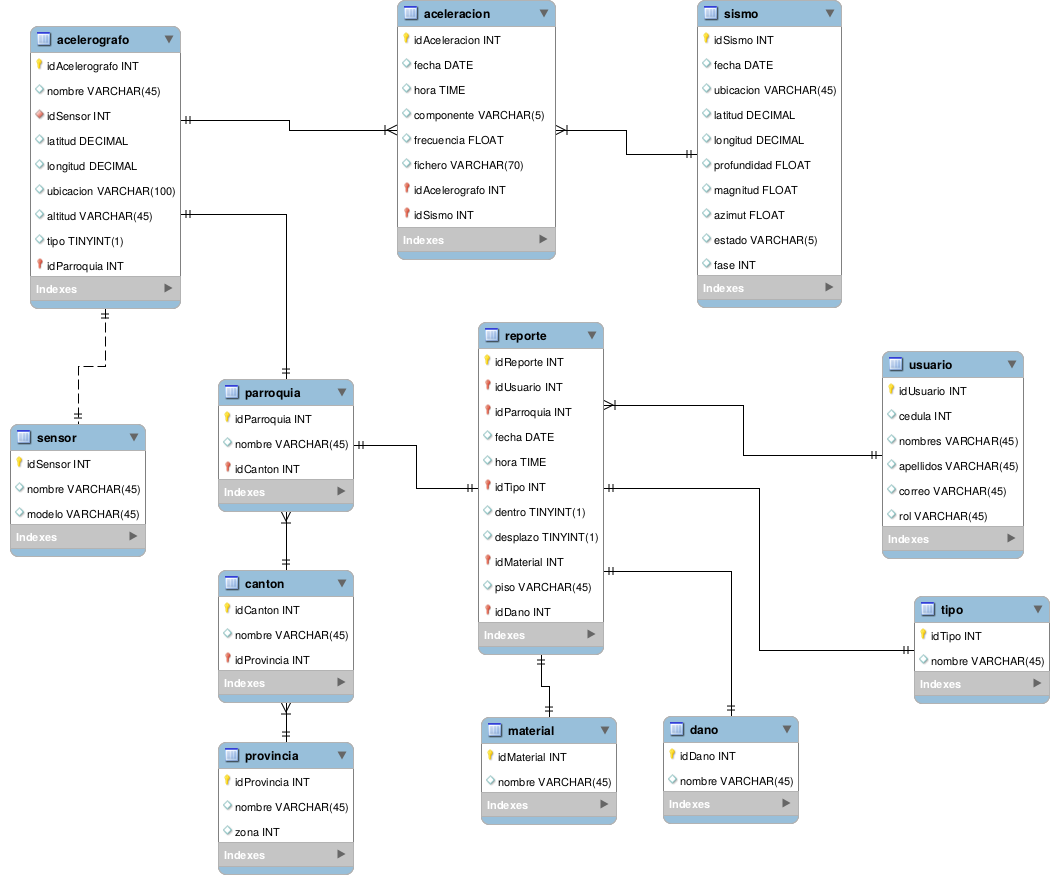 acelerografo
idAcelerografo INT
nombre VARCHAR(45)
idSensor INT
latitud DECIMAL
longitud DECIMAL
ubicacion VARCHAR(100)
altitud VARCHAR(45)
tipo TINYINT(1)
idParroquia INT
Indexes
aceleracion
idAceleracion INT
fecha DATE
hora TIME
componente VARCHAR(5)
frecuencia FLOAT
fichero VARCHAR(70)
idAcelerografo INT
idSismo INT
Indexes
sismo
idSismo INT
fecha DATE
ubicacion VARCHAR(45)
latitud DECIMAL
longitud DECIMAL
profundidad FLOAT
magnitud FLOAT
azimut FLOAT
estado VARCHAR(5)
fase INT
Indexes
sensor
idSensor INT
nombre VARCHAR(45)
modelo VARCHAR(45)
Indexes
parroquia
idParroquia INT
nombre VARCHAR(45)
idCanton INT
Indexes
canton
idCanton INT
nombre VARCHAR(45)
idProvincia INT
Indexes
provincia
idProvincia INT
nombre VARCHAR(45)
zona INT
Indexes
reporte
idReporte INT
idUsuario INT
idParroquia INT
fecha DATE
hora TIME
idTipo INT
dentro TINYINT(1)
desplazo TINYINT(1)
idMaterial INT
piso VARCHAR(45)
idDano INT
Indexes
usuario
idUsuario INT
cedula INT
nombres VARCHAR(45)
apellidos VARCHAR(45)
correo VARCHAR(45)
rol VARCHAR(45)
Indexes
tipo
idTipo INT
nombre VARCHAR(45)
Indexes
material
idMaterial INT
nombre VARCHAR(45)
Indexes
dano
idDano INT
nombre VARCHAR(45)
Indexes